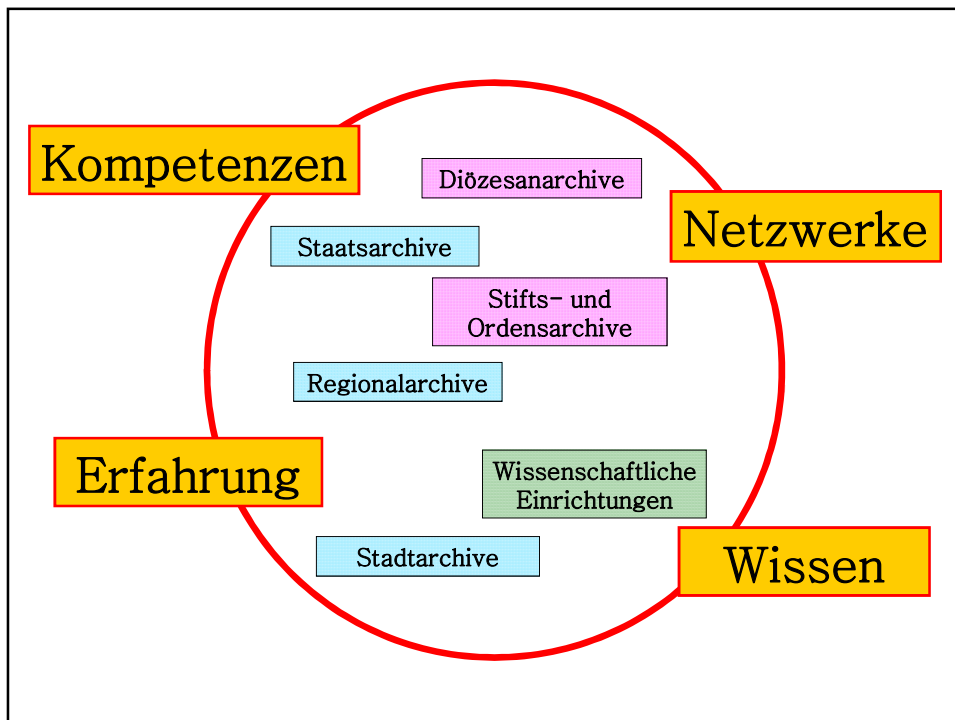 Kompetenzen
Diözesanarchive
Netzwerke
Staatsarchive
Stifts- und
Ordensarchive
Regionalarchive
Erfahrung
Wissenschaftliche
Einrichtungen
Stadtarchive
Wissen